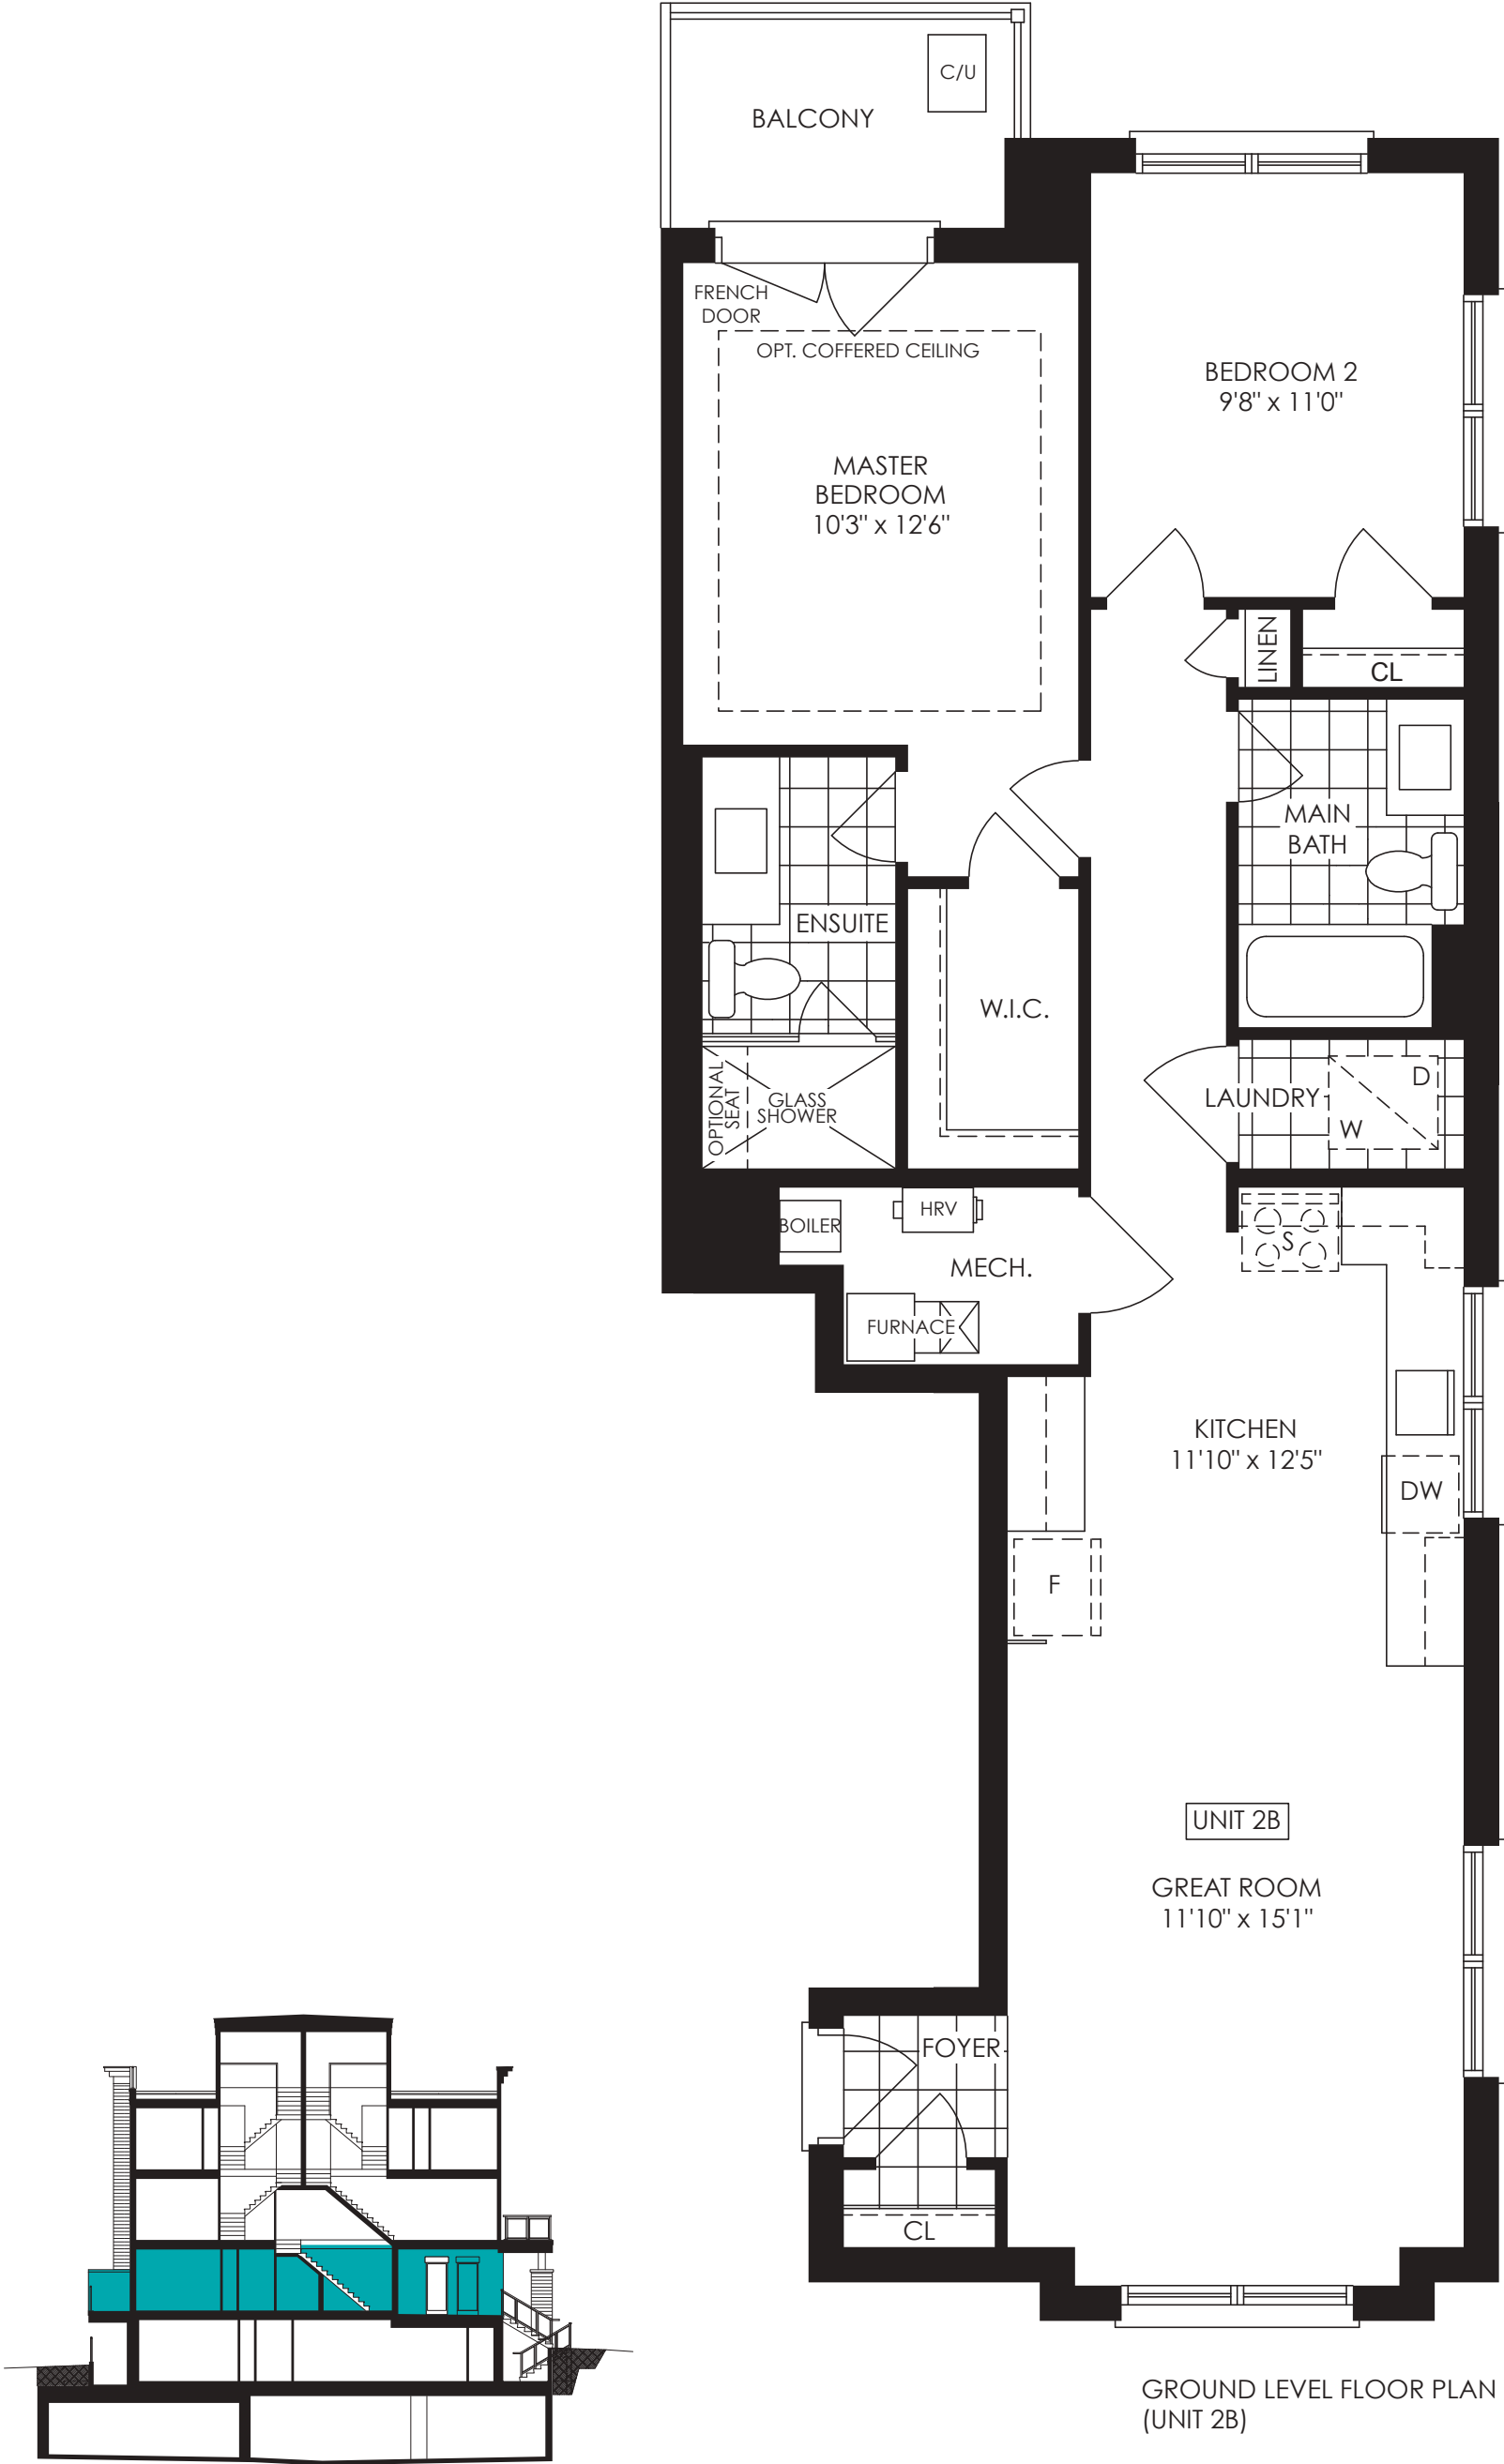 C/U
BALCONY
FRENCH
DOOR
OPT. COFFERED CEILING
BEDROOM 2
9'8" x 11'0"
MASTER
BEDROOM
10'3" x 12'6"
LINEN
CL
MAIN
BATH
ENSUITE
W.I.C.
OPTIONAL
SEAT
GLASS
SHOWER
LAUNDRY
D
W
BOILER
HRV
S
MECH.
FURNACE
KITCHEN
11'10" x 12'5"
DW
F
UNIT 2B
GREAT ROOM
11'10" x 15'1"
FOYER
CL
GROUND LEVEL FLOOR PLAN
(UNIT 2B)